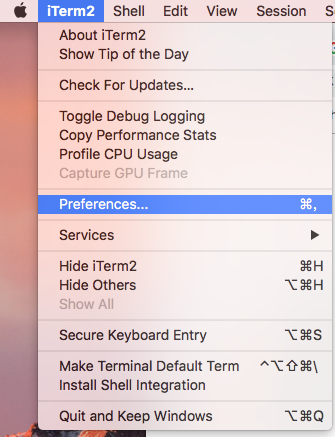 iTerm2 Shell Edit View Session S
About iTerm2
Show Tip of the Day
Check For Updates...
Toggle Debug Logging
Copy Performance Stats
Profile CPU Usage
Capture GPU Frame
Preferences... ⌘,
Services ▶
Hide iTerm2 ⌘H
Hide Others ⌥⌘H
Show All
Secure Keyboard Entry ⌥⌘S
Make Terminal Default Term ^⌥⇧⌘\
Install Shell Integration
Quit and Keep Windows ⌥⌘Q